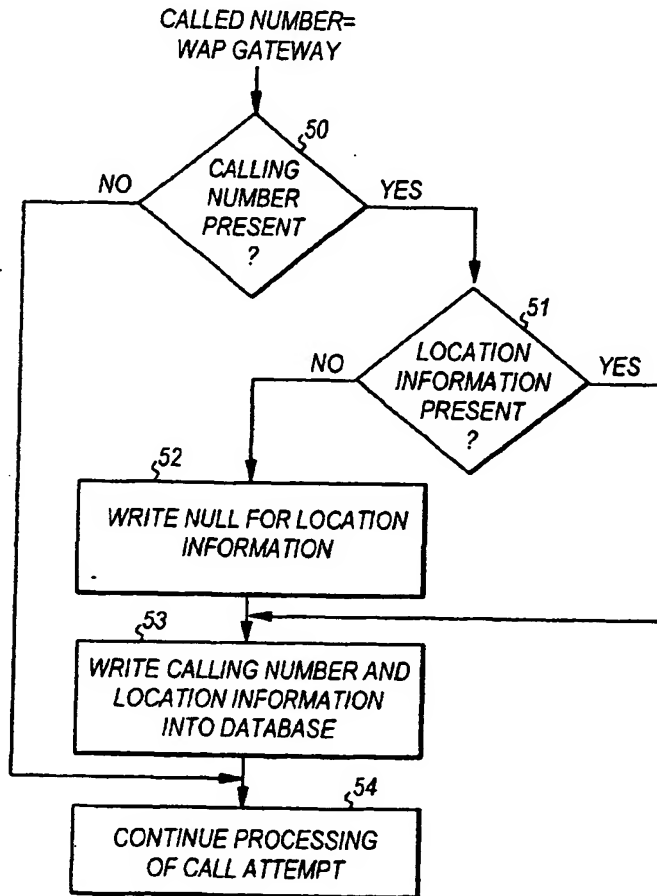 CALLED NUMBER=
WAP GATEWAY
50
CALLING
NUMBER
PRESENT
?
NO
YES
51
LOCATION
INFORMATION
PRESENT
?
NO
YES
52
WRITE NULL FOR LOCATION
INFORMATION
53
WRITE CALLING NUMBER AND
LOCATION INFORMATION
INTO DATABASE
54
CONTINUE PROCESSING
OF CALL ATTEMPT